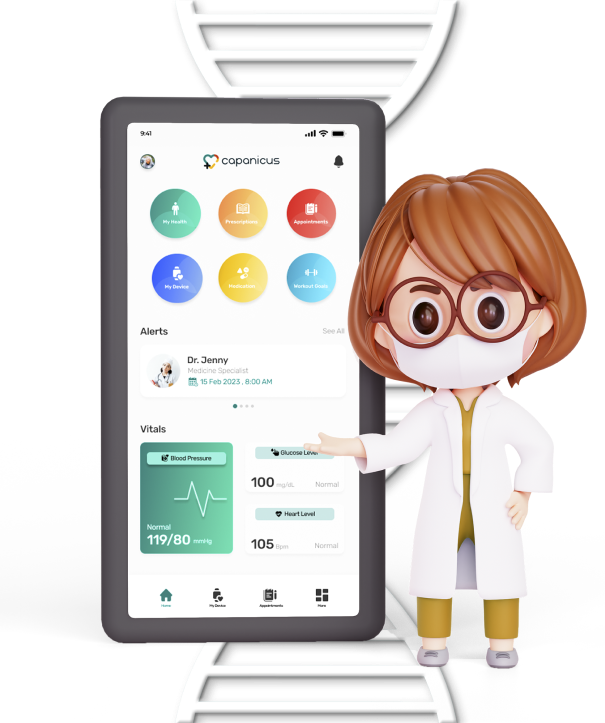 9:41
capanicus
My Health
Prescriptions
Appointments
My Device
Medication
Workout Goals
Alerts
See All
Dr. Jenny
Medicine Specialist
15 Feb 2023 , 8:00 AM
Vitals
Blood Pressure
Glucose Level
100 mg/dL Normal
Heart Level
Normal
119/80 mmHg
105 Bpm Normal
Home
My Device
Appointments
More